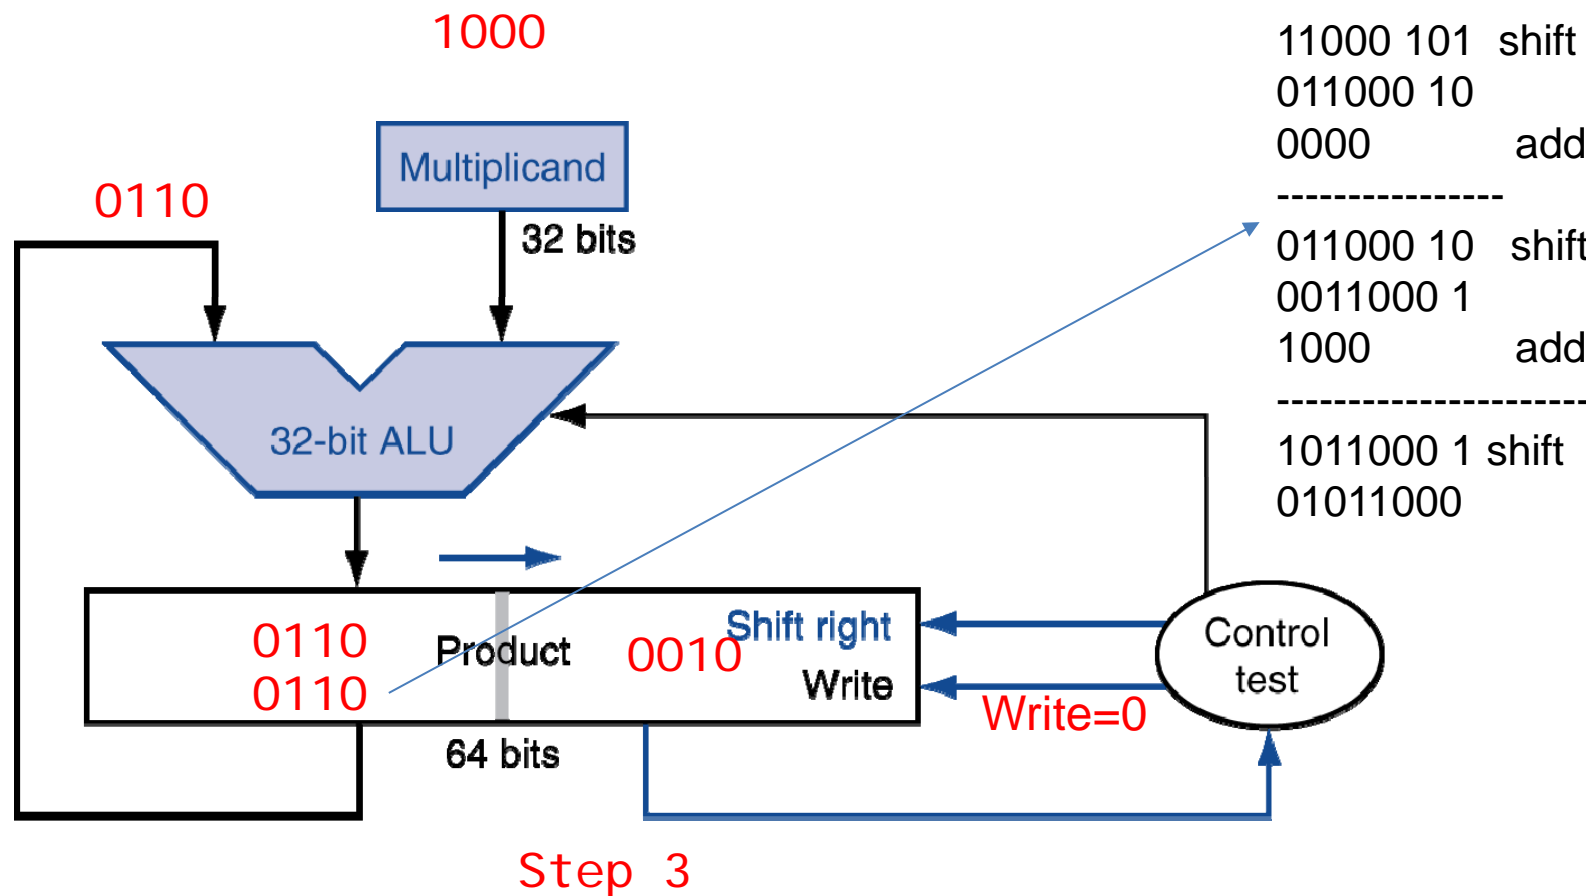 1000
Multiplicand
0110
32 bits
32-bit ALU
0110
0110
Product
0010
Shift right
Write
Write=0
Control
test
64 bits
Step 3
11000 101 shift
011000 10
0000 add
----------------
011000 10 shift
0011000 1
1000 add
----------------------
1011000 1 shift
01011000